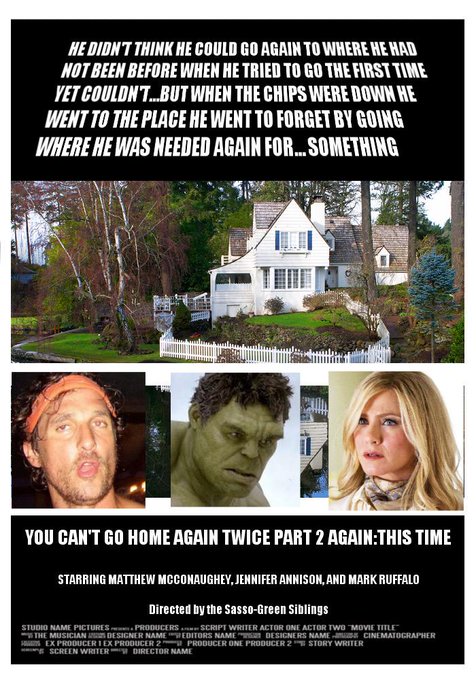 HE DIDN'T THINK HE COULD GO AGAIN TO WHERE HE HAD
NOT BEEN BEFORE WHEN HE TRIED TO GO THE FIRST TIME
YET COULDN'T...BUT WHEN THE CHIPS WERE DOWN HE
WENT TO THE PLACE HE WENT TO FORGET BY GOING
WHERE HE WAS NEEDED AGAIN FOR... SOMETHING
YOU CAN'T GO HOME AGAIN TWICE PART 2 AGAIN:THIS TIME
STARRING MATTHEW MCCONAUGHEY, JENNIFER ANNISON, AND MARK RUFFALO
Directed by the Sasso-Green Siblings
STUDIO NAME PICTURES PRESENTS A PRODUCERS A FILM BY SCRIPT WRITER ACTOR ONE ACTOR TWO "MOVIE TITLE"
THE MUSICIAN DESIGNER NAME EDITORS NAME DESIGNERS NAME CINEMATOGRAPHER
EX PRODUCER 1 EX PRODUCER 2 PRODUCER ONE PRODUCER 2 STORY WRITER
SCREEN WRITER DIRECTOR NAME